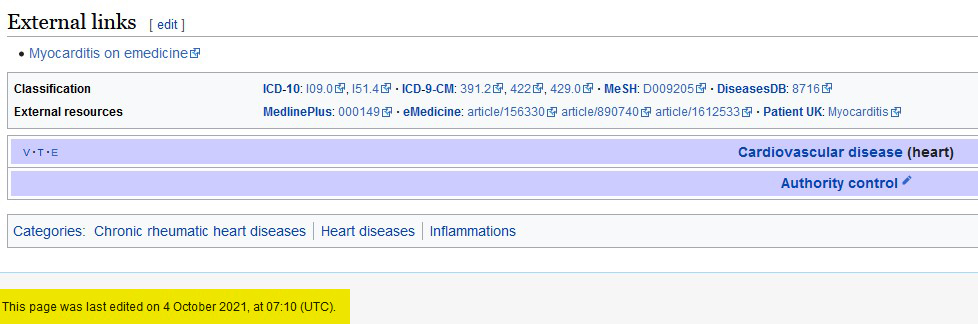 External links [ edit ]
• Myocarditis on emedicine
Classification ICD-10: I09.0, I51.4 · ICD-9-CM: 391.2, 422, 429.0 · MeSH: D009205 · DiseasesDB: 8716
External resources MedlinePlus: 000149 · eMedicine: article/156330 article/890740 article/1612533 · Patient UK: Myocarditis
V · T · E Cardiovascular disease (heart)
Authority control
Categories: Chronic rheumatic heart diseases | Heart diseases | Inflammations
This page was last edited on 4 October 2021, at 07:10 (UTC).